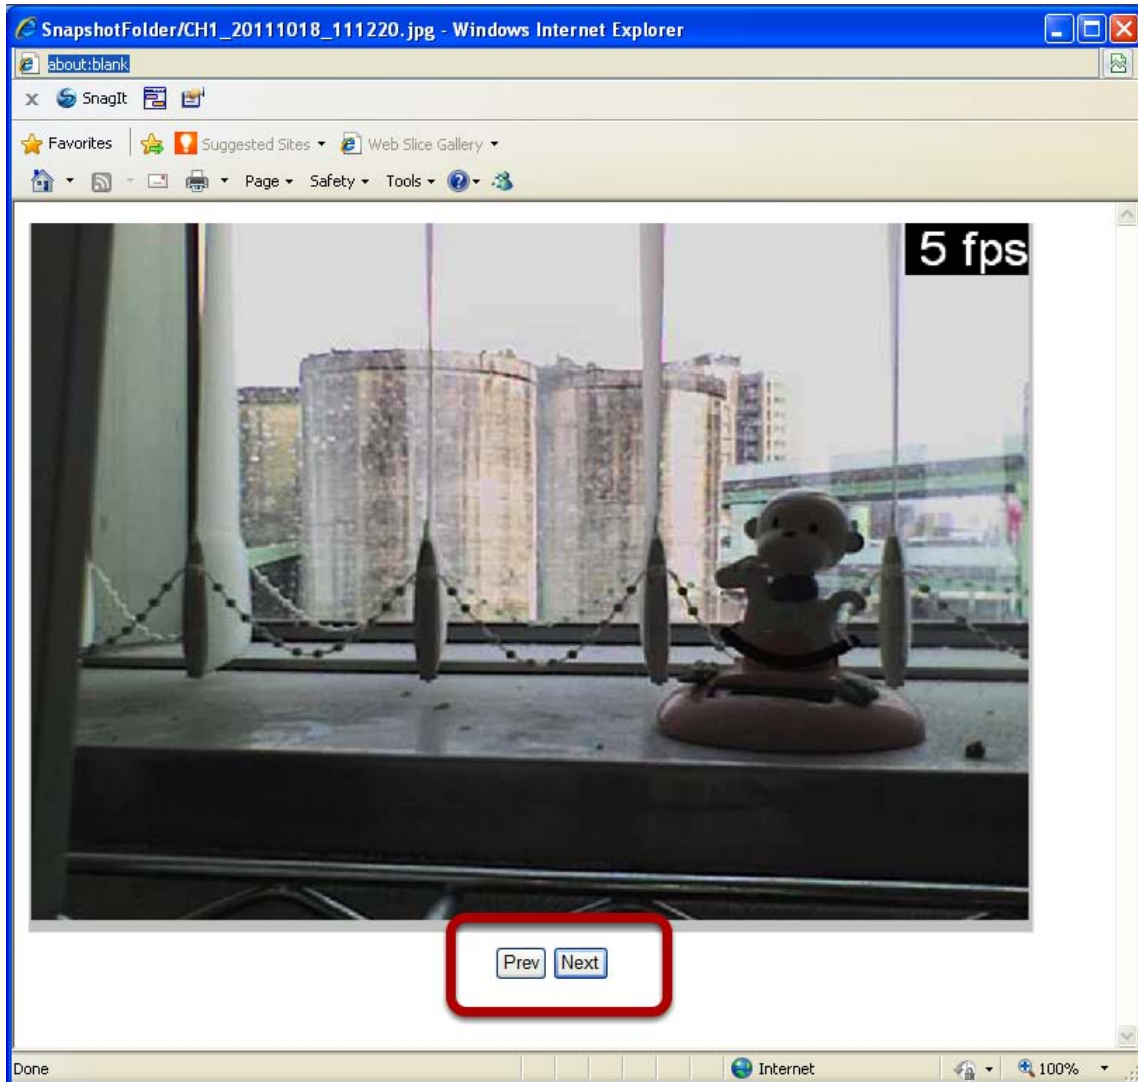 SnapshotFolder/CH1_20111018_111220.jpg - Windows Internet Explorer
about:blank
x SnagIt
Favorites Suggested Sites Web Slice Gallery
Page Safety Tools
5 fps
Prev Next
Done Internet 100%